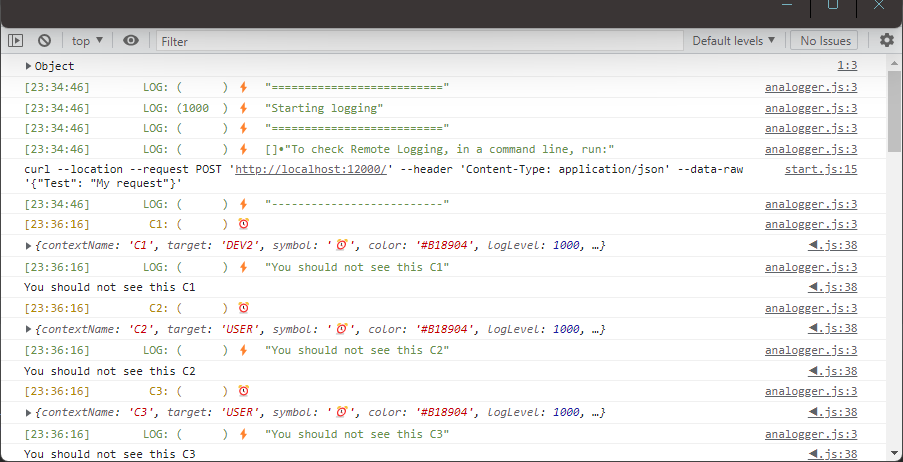 top ▼ Filter Default levels ▼ No Issues
▶ Object 1:3
[23:34:46] LOG: ( ) ⚡ "==========================" analogger.js:3
[23:34:46] LOG: (1000 ) ⚡ "Starting logging" analogger.js:3
[23:34:46] LOG: ( ) ⚡ "==========================" analogger.js:3
[23:34:46] LOG: ( ) ⚡ []•"To check Remote Logging, in a command line, run:" analogger.js:3
curl --location --request POST 'http://localhost:12000/' --header 'Content-Type: application/json' --data-raw start.js:15
'{"Test": "My request"}'
[23:34:46] LOG: ( ) ⚡ "--------------------------" analogger.js:3
[23:36:16] C1: ( ) ⏰ analogger.js:3
▶ {contextName: 'C1', target: 'DEV2', symbol: '⏰', color: '#B18904', logLevel: 1000, …} ◀.js:38
[23:36:16] LOG: ( ) ⚡ "You should not see this C1" analogger.js:3
You should not see this C1 ◀.js:38
[23:36:16] C2: ( ) ⏰ analogger.js:3
▶ {contextName: 'C2', target: 'USER', symbol: '⏰', color: '#B18904', logLevel: 1000, …} ◀.js:38
[23:36:16] LOG: ( ) ⚡ "You should not see this C2" analogger.js:3
You should not see this C2 ◀.js:38
[23:36:16] C3: ( ) ⏰ analogger.js:3
▶ {contextName: 'C3', target: 'USER', symbol: '⏰', color: '#B18904', logLevel: 1000, …} ◀.js:38
[23:36:16] LOG: ( ) ⚡ "You should not see this C3" analogger.js:3
You should not see this C3 ◀.js:38